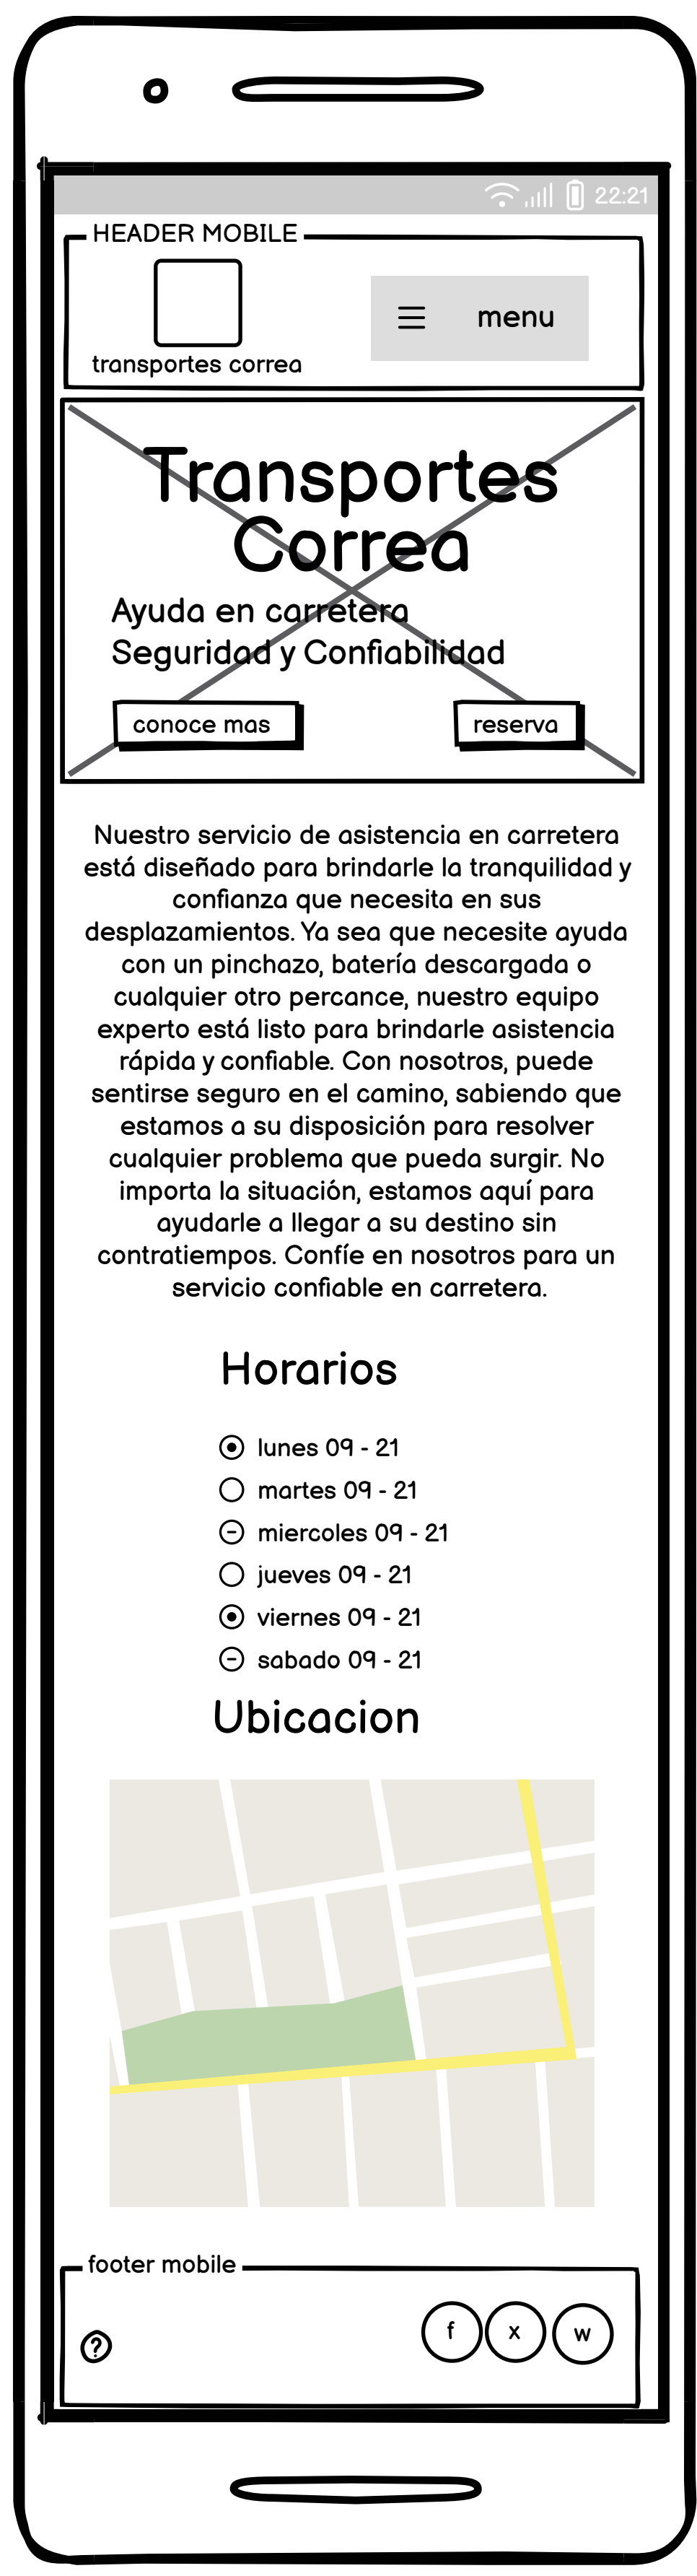 22:21
HEADER MOBILE
transportes correa
menu
Transportes
Correa
Ayuda en carretera
Seguridad y Confiabilidad
conoce mas
reserva
Nuestro servicio de asistencia en carretera
está diseñado para brindarle la tranquilidad y
confianza que necesita en sus
desplazamientos. Ya sea que necesite ayuda
con un pinchazo, batería descargada o
cualquier otro percance, nuestro equipo
experto está listo para brindarle asistencia
rápida y confiable. Con nosotros, puede
sentirse seguro en el camino, sabiendo que
estamos a su disposición para resolver
cualquier problema que pueda surgir. No
importa la situación, estamos aquí para
ayudarle a llegar a su destino sin
contratiempos. Confíe en nosotros para un
servicio confiable en carretera.
Horarios
lunes 09 - 21
martes 09 - 21
miercoles 09 - 21
jueves 09 - 21
viernes 09 - 21
sabado 09 - 21
Ubicacion
footer mobile
? f x w